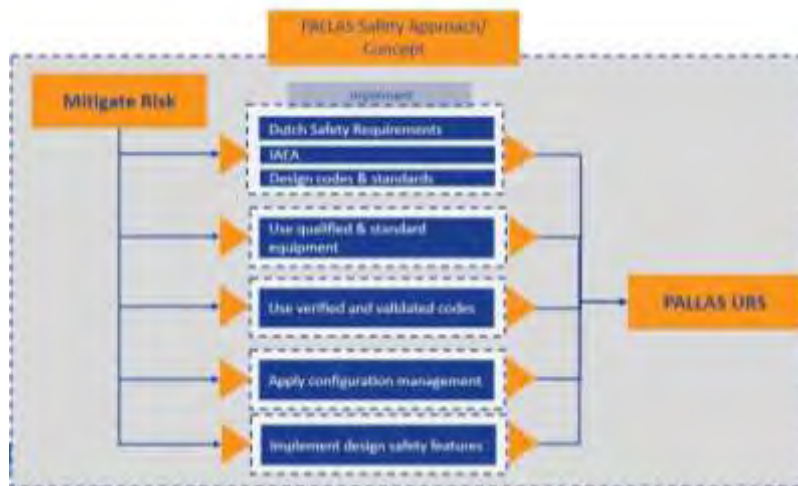 PALLAS Safety Approach/
Concept
Mitigate Risk
Implement
Dutch Safety Requirements
IAEA
Design codes & standards
Use qualified & standard
equipment
Use verified and validated codes
PALLAS URS
Apply configuration management
Implement design safety features